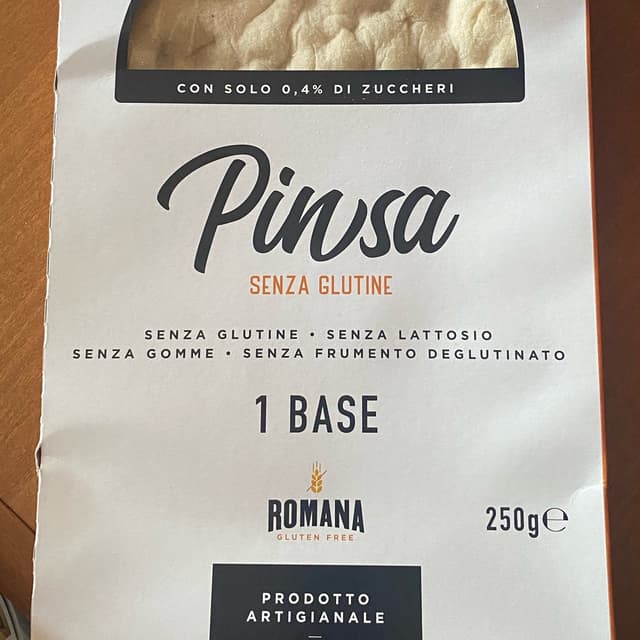 CON SOLO 0,4% DI ZUCCHERI
Pinsa
SENZA GLUTINE
SENZA GLUTINE • SENZA LATTOSIO
SENZA GOMME • SENZA FRUMENTO DEGLUTINATO
1 BASE
ROMANA
GLUTEN FREE
250g℮
PRODOTTO
ARTIGIANALE